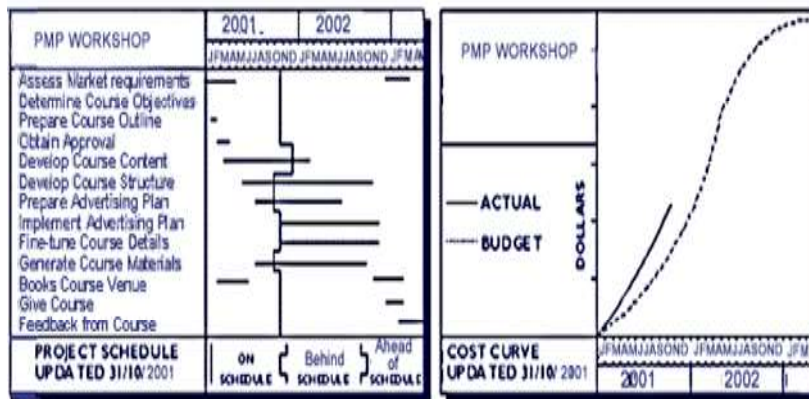 2001. 2002
PMP WORKSHOP
JFMAMJJASOND JFMAMJJASOND JFMA
Assess Market requirements
Determine Course Objectives
Prepare Course Outline
Obtain Approval
Develop Course Content
Develop Course Structure
Prepare Advertising Plan
Implement Advertising Plan
Fine-tune Course Details
Generate Course Materials
Books Course Venue
Give Course
Feedback from Course
PROJECT SCHEDULE
UPDATED 31/10/2001
ON
SCHEDULE
Behind
SCHEDULE
Ahead
of
SCHEDULE
PMP WORKSHOP
ACTUAL
BUDGET
DOLLARS
COST CURVE
UPDATED 31/10/2001
JFMAMJJASOND JFMAMJJASOND JFM
2001 2002